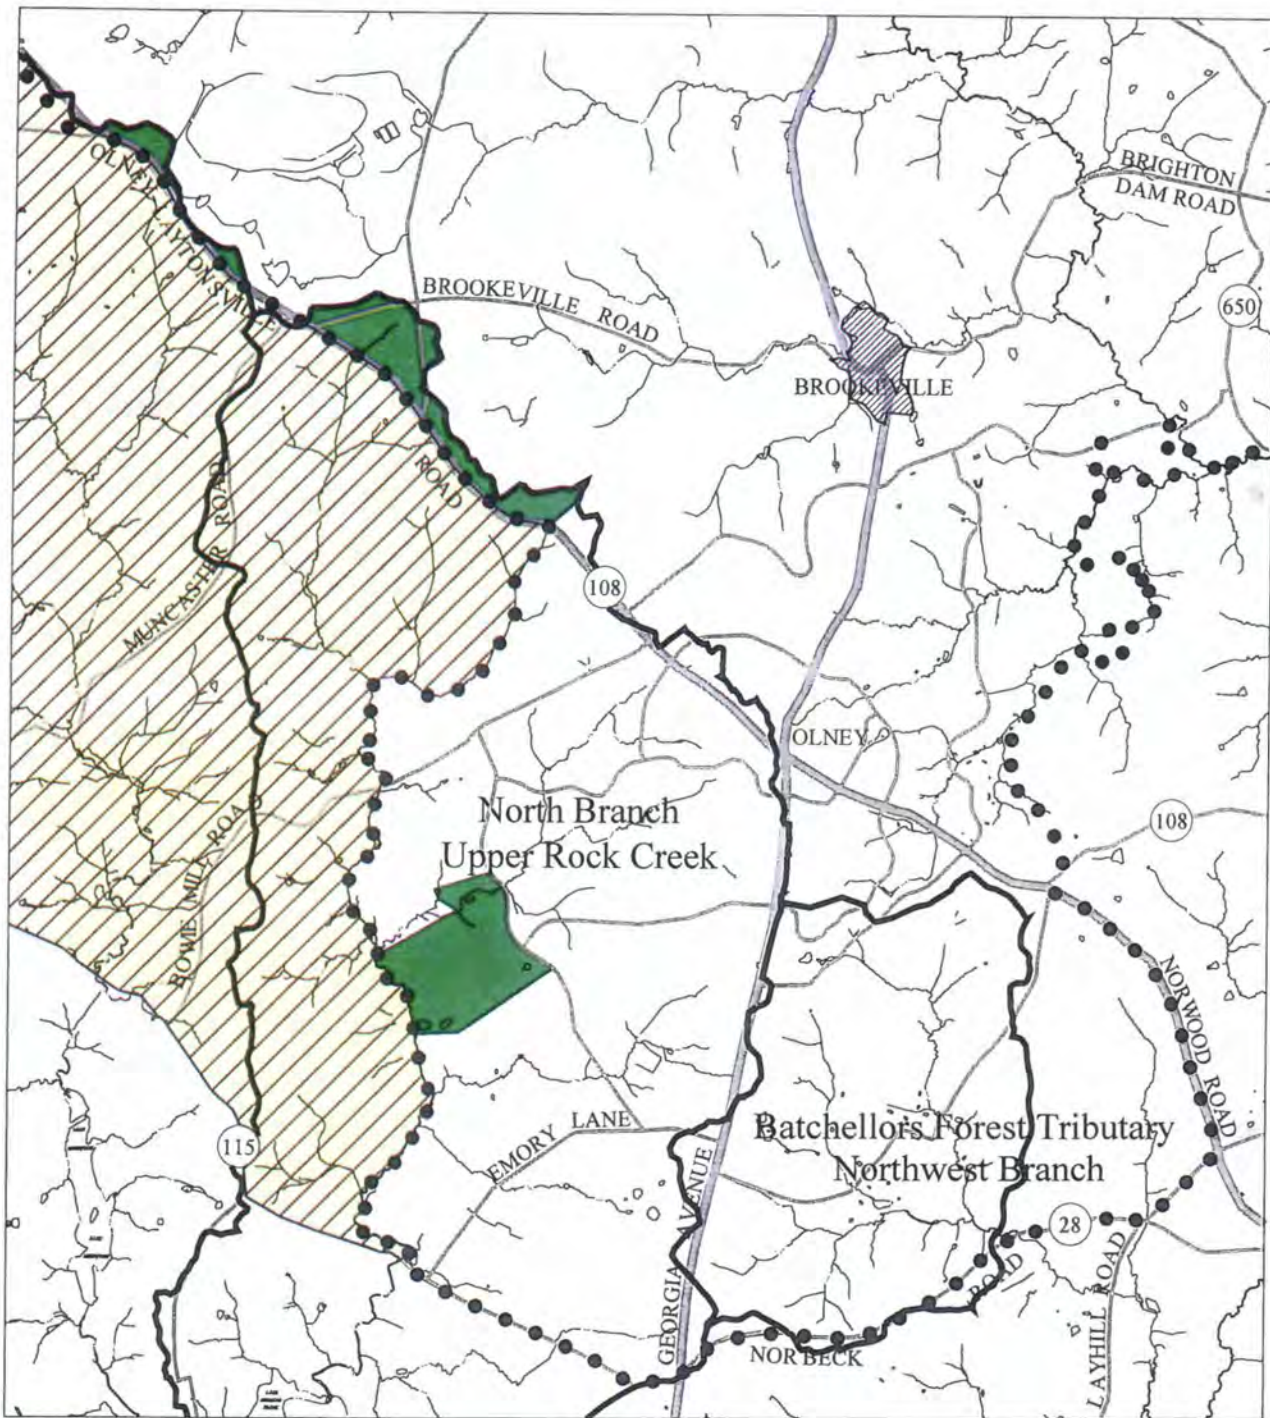 BRIGHTON
DAM ROAD
OLNEY LAYTONSVILLE
ROAD
BROOKEVILLE ROAD
650
BROOKEVILLE
MUNCASTER ROAD
108
OLNEY
North Branch
Upper Rock Creek
108
BOWIE MILL ROA
NORWOOD ROAD
EMORY LANE
115
Batchellors Forest Tributary
Northwest Branch
GEORGIA AVENUE
28
ROAD
LAYHILL ROAD
NORBECK